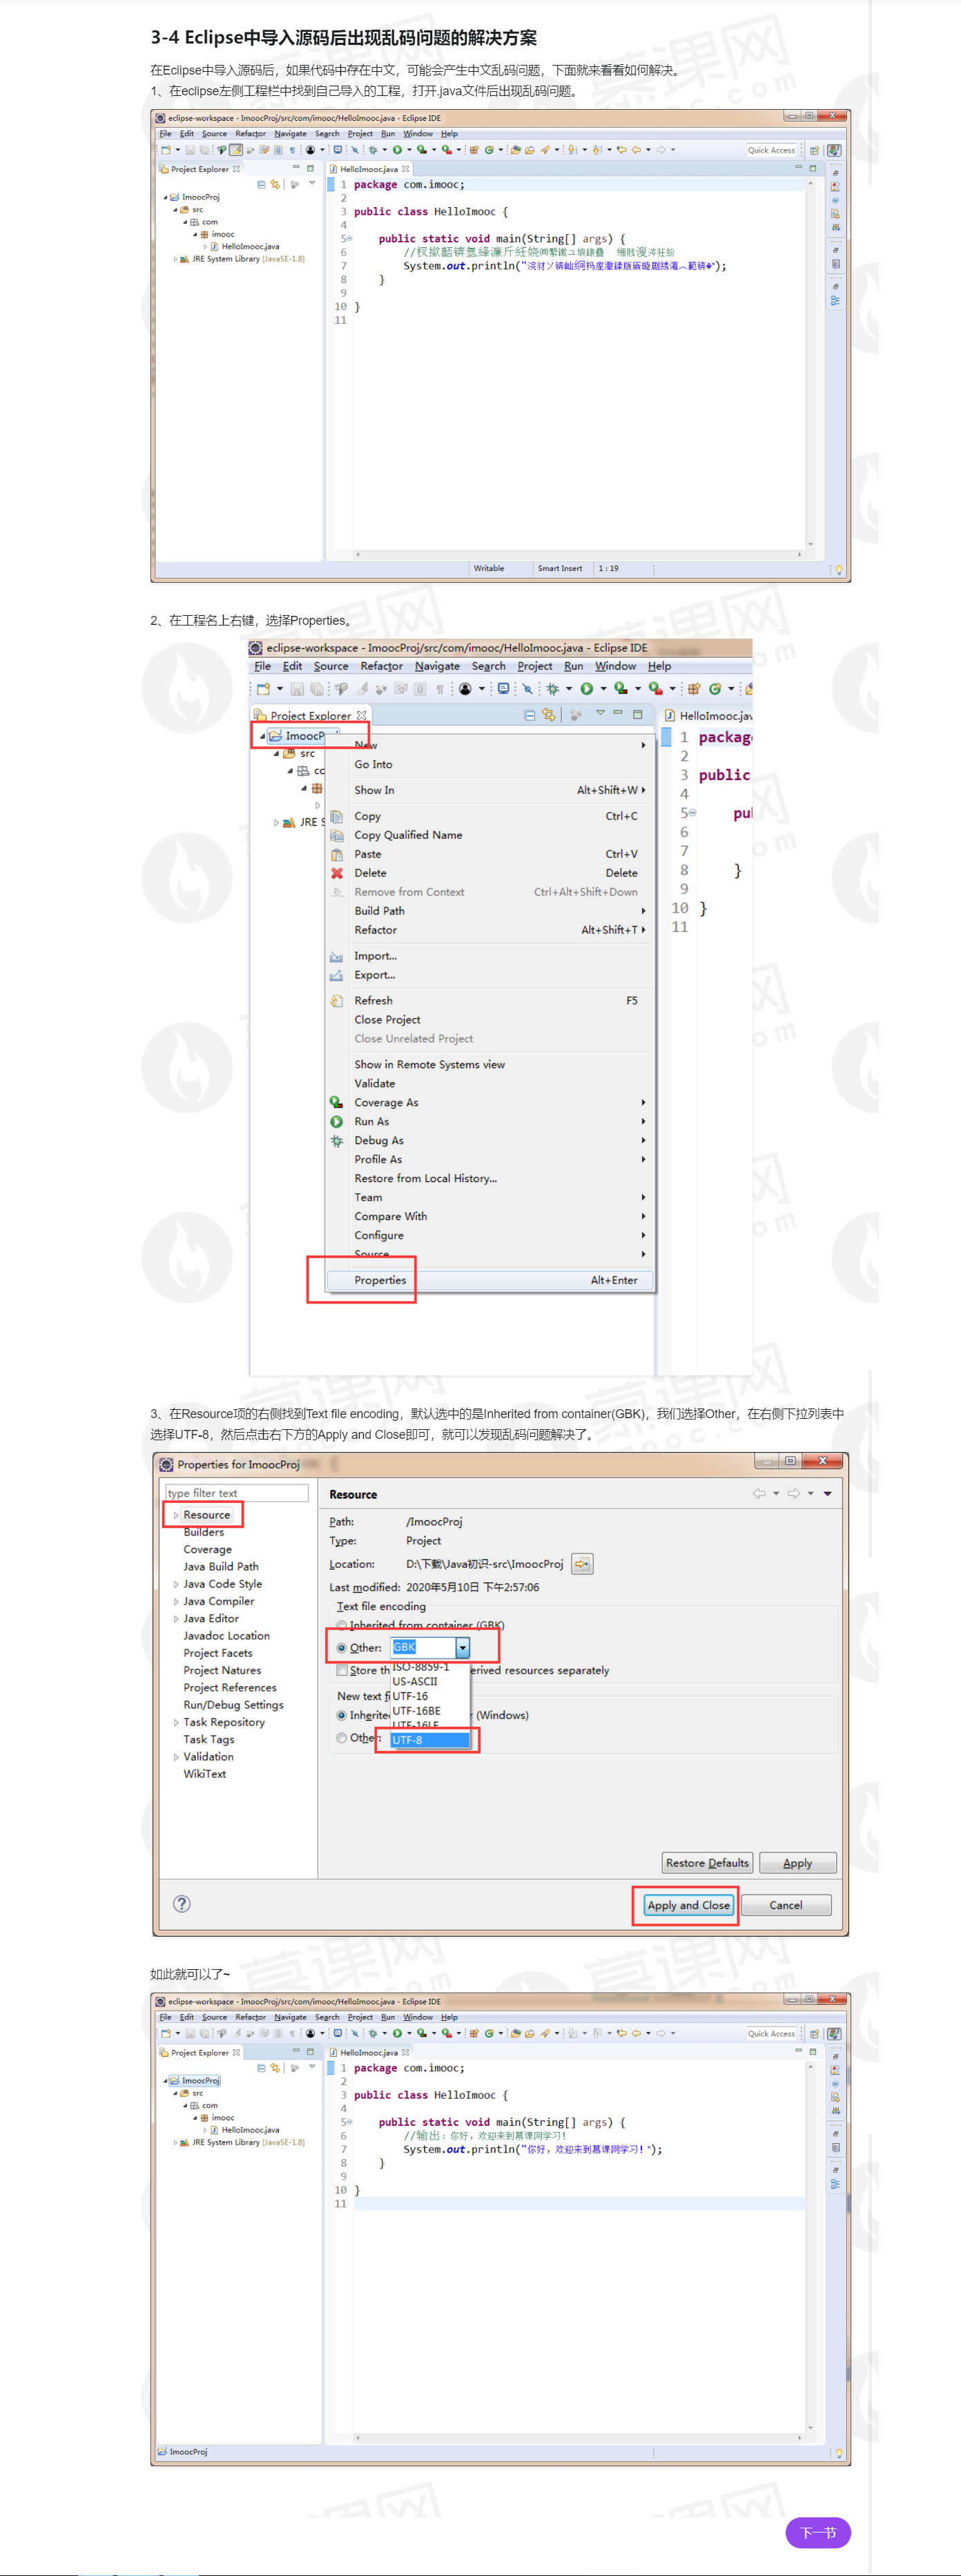 3-4 Eclipse中导入源码后出现乱码问题的解决方案
在Eclipse中导入源码后，如果代码中存在中文，可能会产生中文乱码问题，下面就来看看如何解决。
1、在eclipse左侧工程栏中找到自己导入的工程，打开.java文件后出现乱码问题。
eclipse-workspace - ImoocProj/src/com/imooc/HelloImooc.java - Eclipse IDE
File Edit Source Refactor Navigate Search Project Run Window Help
Quick Access
Project Explorer
HelloImooc.java
ImoocProj
src
com
imooc
HelloImooc.java
JRE System Library [JavaSE-1.8]
1 package com.imooc;
2
3 public class HelloImooc {
4
5 public static void main(String[] args) {
6 //
7 System.out.println("
8 }
9
10 }
11
Writable Smart Insert 1 : 19
2、在工程名上右键，选择Properties。
eclipse-workspace - ImoocProj/src/com/imooc/HelloImooc.java - Eclipse IDE
File Edit Source Refactor Navigate Search Project Run Window Help
Project Explorer
HelloImooc.jav
ImoocP
src
co
JRE S
New
Go Into
Show In Alt+Shift+W
Copy Ctrl+C
Copy Qualified Name
Paste Ctrl+V
Delete Delete
Remove from Context Ctrl+Alt+Shift+Down
Build Path
Refactor Alt+Shift+T
Import...
Export...
Refresh F5
Close Project
Close Unrelated Project
Show in Remote Systems view
Validate
Coverage As
Run As
Debug As
Profile As
Restore from Local History...
Team
Compare With
Configure
Source
Properties Alt+Enter
1 package
2
3 public
4
5 pu
6
7
8 }
9
10 }
11
3、在Resource项的右侧找到Text file encoding，默认选中的是Inherited from container(GBK)，我们选择Other，在右侧下拉列表中
选择UTF-8，然后点击右下方的Apply and Close即可，就可以发现乱码问题解决了。
Properties for ImoocProj
type filter text
Resource
Builders
Coverage
Java Build Path
Java Code Style
Java Compiler
Java Editor
Javadoc Location
Project Facets
Project Natures
Project References
Run/Debug Settings
Task Repository
Task Tags
Validation
WikiText
Resource
Path: /ImoocProj
Type: Project
Location: D:\下载\Java初识-src\ImoocProj
Last modified: 2020年5月10日 下午2:57:06
Text file encoding
Inherited from container (GBK)
Other: GBK
ISO-8859-1
US-ASCII
UTF-16
UTF-16BE
UTF-16LE
UTF-8
Store th erived resources separately
New text fi
Inherite r (Windows)
Other:
Restore Defaults Apply
Apply and Close Cancel
如此就可以了~
eclipse-workspace - ImoocProj/src/com/imooc/HelloImooc.java - Eclipse IDE
File Edit Source Refactor Navigate Search Project Run Window Help
Quick Access
Project Explorer
HelloImooc.java
ImoocProj
src
com
imooc
HelloImooc.java
JRE System Library [JavaSE-1.8]
1 package com.imooc;
2
3 public class HelloImooc {
4
5 public static void main(String[] args) {
6 //输出：你好，欢迎来到慕课网学习！
7 System.out.println("你好，欢迎来到慕课网学习！");
8 }
9
10 }
11
ImoocProj
下一节